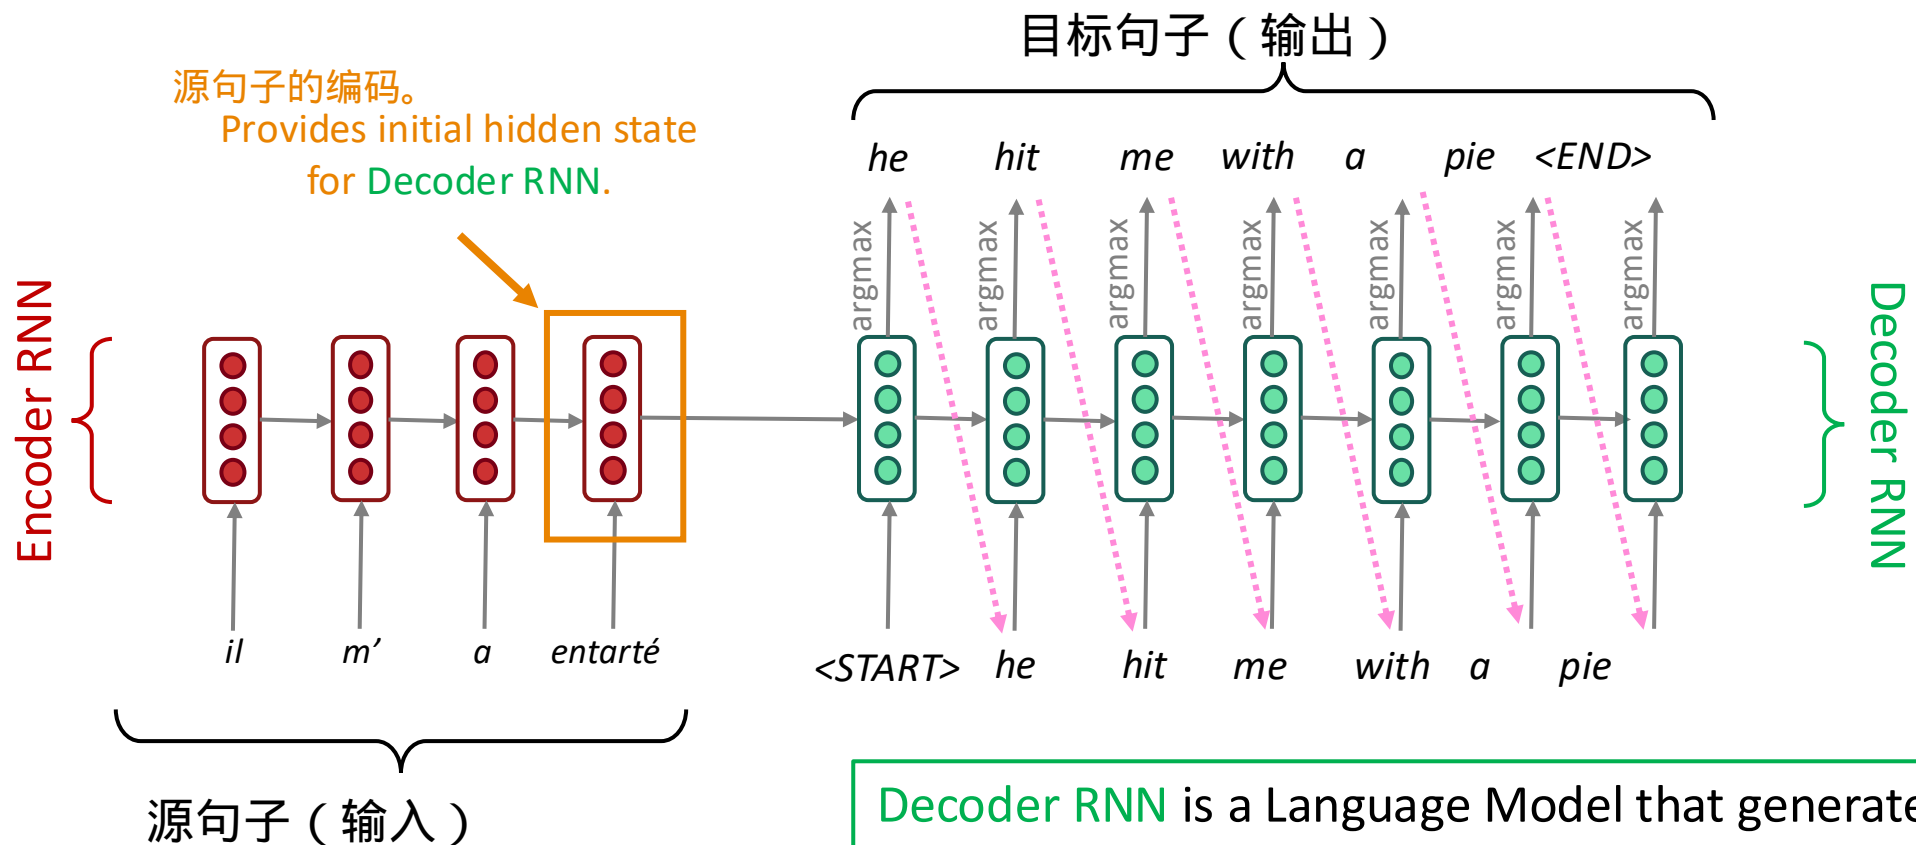 目标句子（输出）
源句子的编码。
Provides initial hidden state
for Decoder RNN.
he hit me with a pie <END>
argmax argmax argmax argmax argmax argmax argmax
Encoder RNN
Decoder RNN
il m’ a entarté
<START> he hit me with a pie
源句子（输入）
Decoder RNN is a Language Model that generate